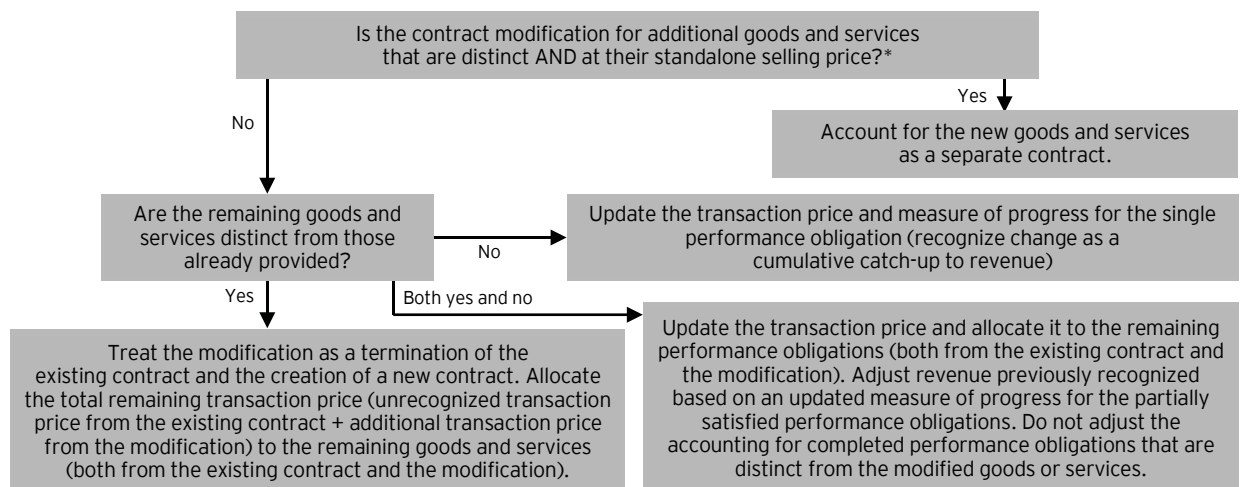 Is the contract modification for additional goods and services
that are distinct AND at their standalone selling price?*
No
Yes
Account for the new goods and services
as a separate contract.
Are the remaining goods and
services distinct from those
already provided?
No
Update the transaction price and measure of progress for the single
performance obligation (recognize change as a
cumulative catch-up to revenue)
Yes
Both yes and no
Treat the modification as a termination of the
existing contract and the creation of a new contract. Allocate
the total remaining transaction price (unrecognized transaction
price from the existing contract + additional transaction price
from the modification) to the remaining goods and services
(both from the existing contract and the modification).
Update the transaction price and allocate it to the remaining
performance obligations (both from the existing contract and
the modification). Adjust revenue previously recognized
based on an updated measure of progress for the partially
satisfied performance obligations. Do not adjust the
accounting for completed performance obligations that are
distinct from the modified goods or services.